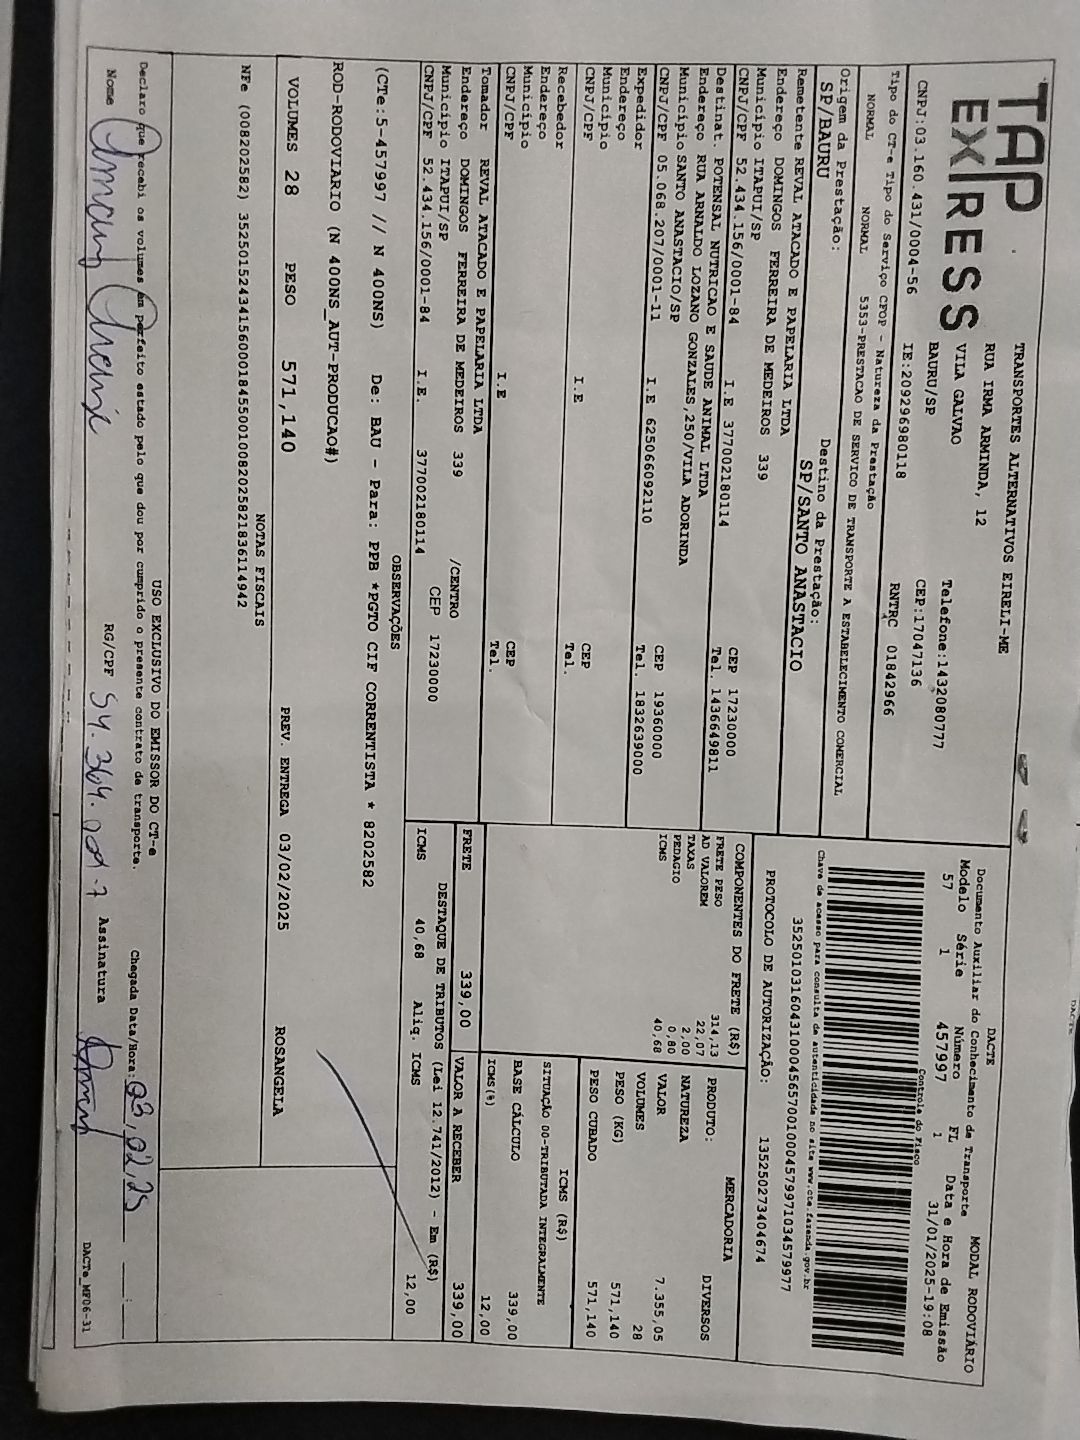 TAP
EXPRESS
TRANSPORTES ALTERNATIVOS EIRELI-ME
RUA IRMA ARMINDA, 12
VILA GALVAO
BAURU/SP
Telefone:1432080777
CEP:17047136
CNPJ:03.160.431/0004-56 IE:209296980118 RNTRC 01842966
DACTE MODAL RODOVIÁRIO
Documento Auxiliar do Conhecimento de Transporte
Modelo Série Número FL Data e Hora de Emissão
57 1 457997 1 31/01/2025-19:08
Controle do Fisco
Chave de acesso para consulta de autenticidade no site www.cte.fazenda.gov.br
PROTOCOLO DE AUTORIZAÇÃO: 135250273404674
Tipo do CT-e Tipo do Serviço CFOP - Natureza da Prestação
NORMAL NORMAL 5353-PRESTACAO DE SERVICO DE TRANSPORTE A ESTABELECIMENTO COMERCIAL
Origem da Prestação: Destino da Prestação:
SP/BAURU SP/SANTO ANASTACIO
Remetente REVAL ATACADO E PAPELARIA LTDA
Endereço DOMINGOS FERREIRA DE MEDEIROS 339
Município ITAPUI/SP CEP 17230000
CNPJ/CPF 52.434.156/0001-84 I.E 377002180114 Tel. 1436649811
Destinat. POTENSAL NUTRICAO E SAUDE ANIMAL LTDA
Endereço RUA ARNALDO LOZANO GONZALES,250/VILA ADORINDA
Município SANTO ANASTACIO/SP CEP 19360000
CNPJ/CPF 05.068.207/0001-11 I.E 625066092110 Tel. 1832639000
Expedidor
Endereço
Município CEP
CNPJ/CPF I.E Tel.
Recebedor
Endereço
Município CEP
CNPJ/CPF I.E Tel.
Tomador REVAL ATACADO E PAPELARIA LTDA
Endereço DOMINGOS FERREIRA DE MEDEIROS 339 /CENTRO
Município ITAPUI/SP CEP 17230000
CNPJ/CPF 52.434.156/0001-84 I.E. 377002180114
COMPONENTES DO FRETE (R$)
FRETE PESO 314,13
AD VALOREM 22,07
TAXAS 2,00
PEDAGIO 0,80
ICMS 40,68
MERCADORIA
PRODUTO: DIVERSOS
NATUREZA
VALOR 7.355,05
VOLUMES 28
PESO (KG) 571,140
PESO CUBADO 571,140
ICMS (R$)
SITUAÇÃO 00-TRIBUTADA INTEGRALMENTE
BASE CÁLCULO 339,00
ICMS(%) 12,00
FRETE 339,00 VALOR A RECEBER 339,00
DESTAQUE DE TRIBUTOS (Lei 12.741/2012) - Em (R$)
ICMS 40,68 Aliq. ICMS 12,00
OBSERVAÇÕES
(CTe:5-457997 // N 400NS) De: BAU - Para: PPB *PGTO CIF CORRENTISTA * 8202582
ROD-RODOVIARIO (N 400NS_AUT-PRODUCAO#)
VOLUMES 28 PESO 571,140 PREV. ENTREGA 03/02/2025 ROSANGELA
NOTAS FISCAIS
USO EXCLUSIVO DO EMISSOR DO CT-e
Declaro que recebi os volumes em perfeito estado pelo que dou por cumprido o presente contrato de transporte. Chegada Data/Hora: 03,02,25
Nome RG/CPF Assinatura
DACTe_MF06-31